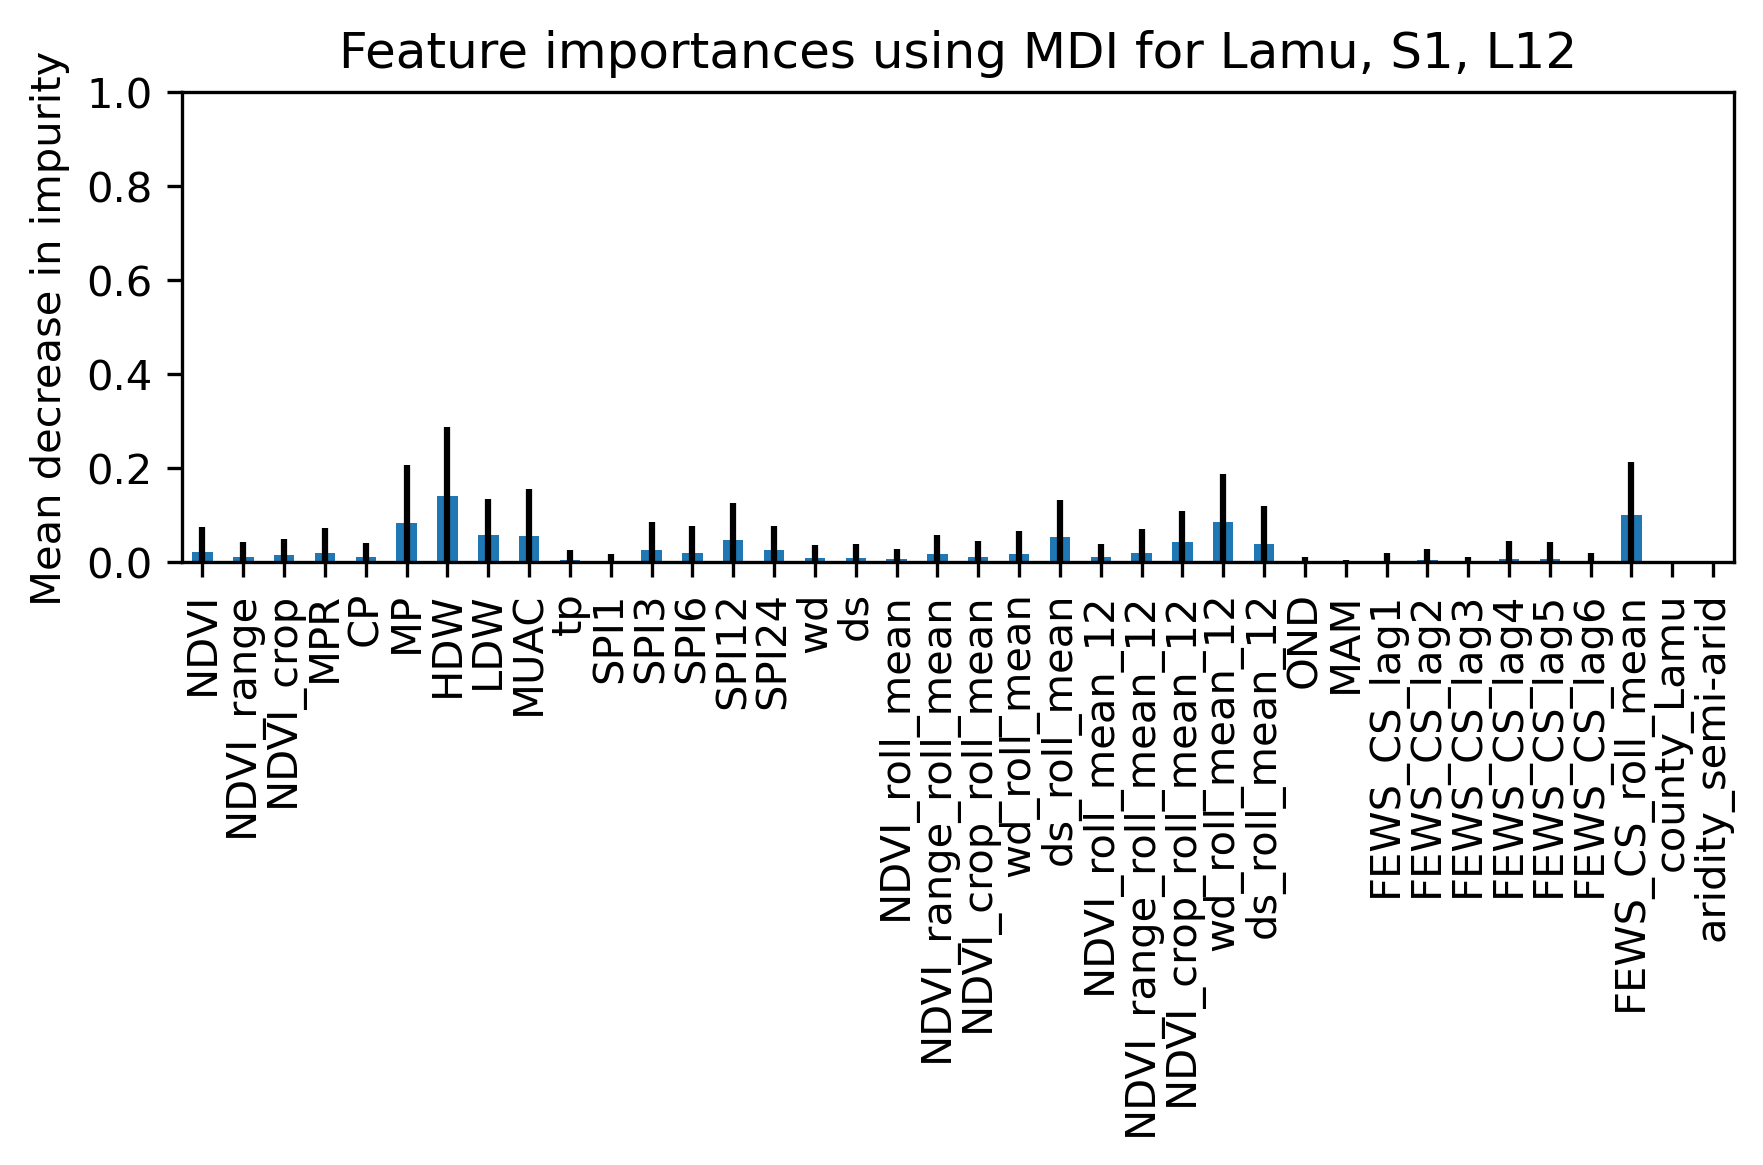 Feature importances using MDI for Lamu, S1, L12
Mean decrease in impurity
1.0
0.8
0.6
0.4
0.2
0.0
NDVI
NDVI_range
NDVI_crop
MPR
CP
MP
HDW
LDW
MUAC
tp
SPI1
SPI3
SPI6
SPI12
SPI24
wd
ds
NDVI_roll_mean
NDVI_range_roll_mean
NDVI_crop_roll_mean
wd_roll_mean
ds_roll_mean
NDVI_roll_mean_12
NDVI_range_roll_mean_12
NDVI_crop_roll_mean_12
wd_roll_mean_12
ds_roll_mean_12
OND
MAM
FEWS_CS_lag1
FEWS_CS_lag2
FEWS_CS_lag3
FEWS_CS_lag4
FEWS_CS_lag5
FEWS_CS_lag6
FEWS_CS_roll_mean
county_Lamu
aridity_semi-arid